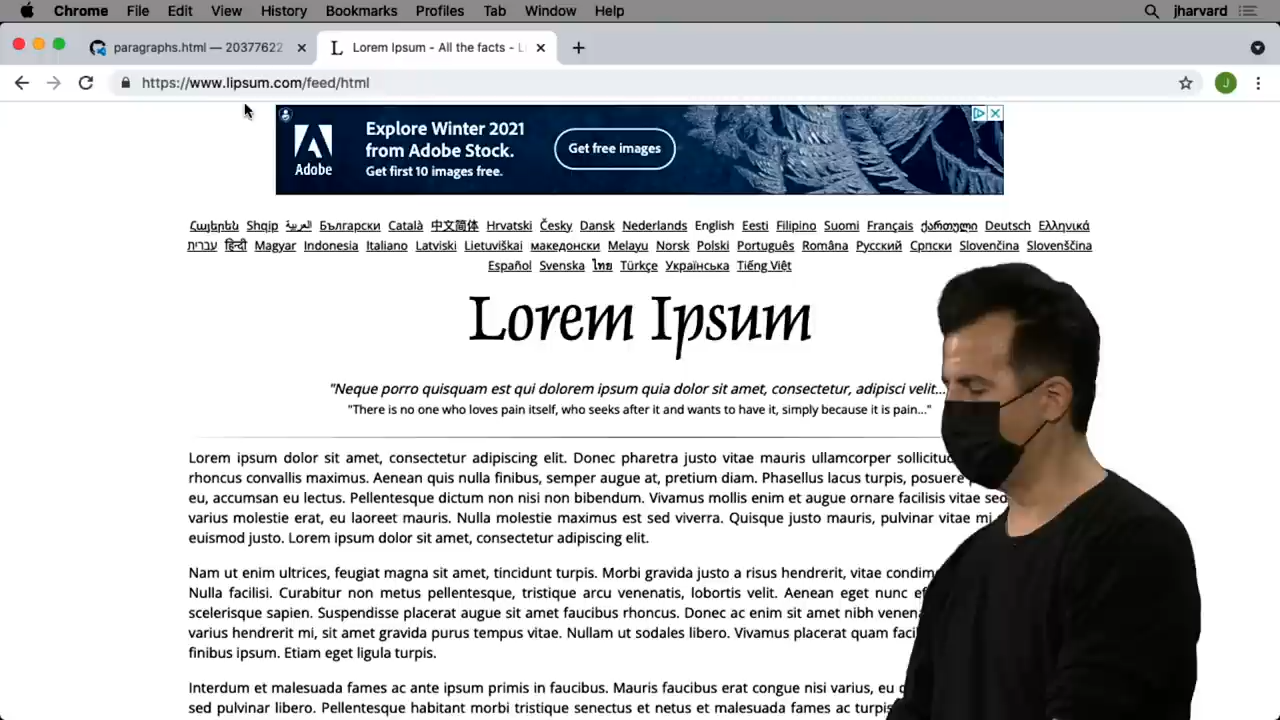 Chrome File Edit View History Bookmarks Profiles Tab Window Help jharvard
paragraphs.html — 20377622 Lorem Ipsum - All the facts - L
https://www.lipsum.com/feed/html J
Adobe
Explore Winter 2021
from Adobe Stock.
Get first 10 images free.
Get free images
Հայերեն Shqip العربية Български Català 中文简体 Hrvatski Česky Dansk Nederlands English Eesti Filipino Suomi Français ქართული Deutsch Ελληνικά
עברית हिन्दी Magyar Indonesia Italiano Latviski Lietuviškai македонски Melayu Norsk Polski Português Româna Русский Српски Slovenčina Slovenščina
Español Svenska ไทย Türkçe Українська Tiếng Việt
Lorem Ipsum
"Neque porro quisquam est qui dolorem ipsum quia dolor sit amet, consectetur, adipisci velit...
"There is no one who loves pain itself, who seeks after it and wants to have it, simply because it is pain..."
Lorem ipsum dolor sit amet, consectetur adipiscing elit. Donec pharetra justo vitae mauris ullamcorper
rhoncus convallis maximus. Aenean quis nulla finibus, semper augue at, pretium diam. Phasellus lacus turpis, posuere
eu, accumsan eu lectus. Pellentesque dictum non nisi non bibendum. Vivamus mollis enim et augue ornare facilisis vitae sed
varius molestie erat, eu laoreet mauris. Nulla molestie maximus est sed viverra. Quisque justo mauris, pulvinar vitae mi
euismod justo. Lorem ipsum dolor sit amet, consectetur adipiscing elit.
Nam ut enim ultrices, feugiat magna sit amet, tincidunt turpis. Morbi gravida justo a risus hendrerit, vitae
Nulla facilisi. Curabitur non metus pellentesque, tristique arcu venenatis, lobortis velit. Aenean eget nunc
scelerisque sapien. Suspendisse placerat augue sit amet faucibus rhoncus. Donec ac enim sit amet nibh
varius hendrerit mi, sit amet gravida purus tempus vitae. Nullam ut sodales libero. Vivamus placerat quam
finibus ipsum. Etiam eget ligula turpis.
Interdum et malesuada fames ac ante ipsum primis in faucibus. Mauris faucibus erat congue nisi varius, eu
sed pulvinar libero. Pellentesque habitant morbi tristique senectus et netus et malesuada fames ac turpis